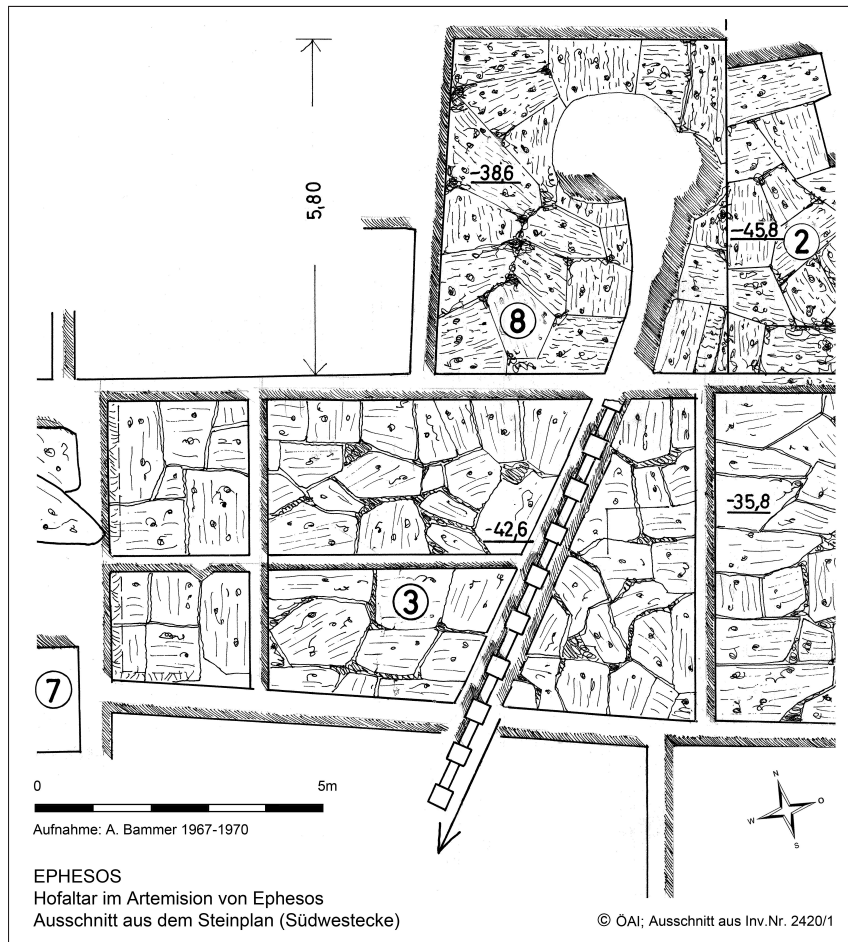 5,80
-38,6
-45,8
2
8
-35,8
-42,6
3
7
0 5m
Aufnahme: A. Bammer 1967-1970
N
W O
S
EPHESOS
Hofaltar im Artemision von Ephesos
Ausschnitt aus dem Steinplan (Südwestecke)
© ÖAI; Ausschnitt aus Inv.Nr. 2420/1